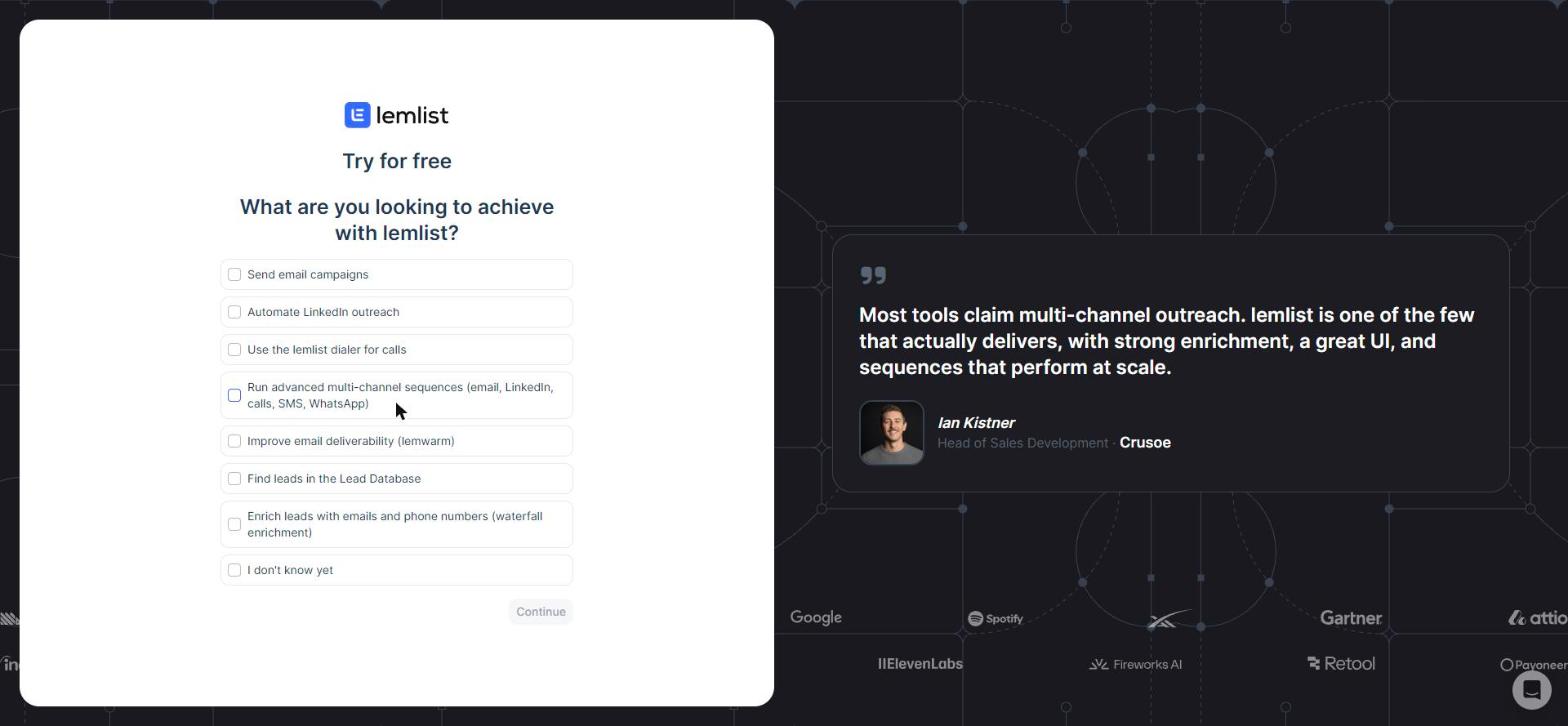 lemlist
Try for free
What are you looking to achieve
with lemlist?
Send email campaigns
Automate LinkedIn outreach
Use the lemlist dialer for calls
Run advanced multi-channel sequences (email, LinkedIn,
calls, SMS, WhatsApp)
Improve email deliverability (lemwarm)
Find leads in the Lead Database
Enrich leads with emails and phone numbers (waterfall
enrichment)
I don't know yet
Continue
Most tools claim multi-channel outreach. lemlist is one of the few
that actually delivers, with strong enrichment, a great UI, and
sequences that perform at scale.
Ian Kistner
Head of Sales Development · Crusoe
Google
Spotify
Gartner
attio
IIElevenLabs
Fireworks AI
Retool
Payoneer